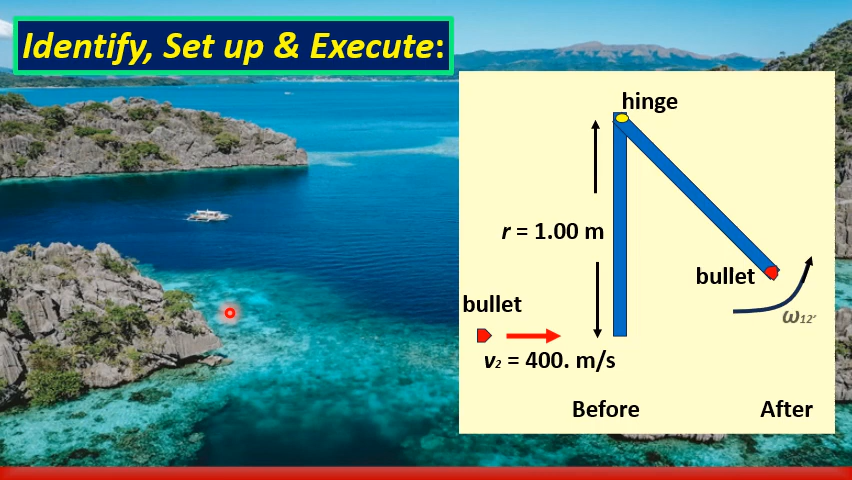 Identify, Set up & Execute:
hinge
r = 1.00 m
bullet
bullet
v₂ = 400. m/s
ω₁₂'
Before
After